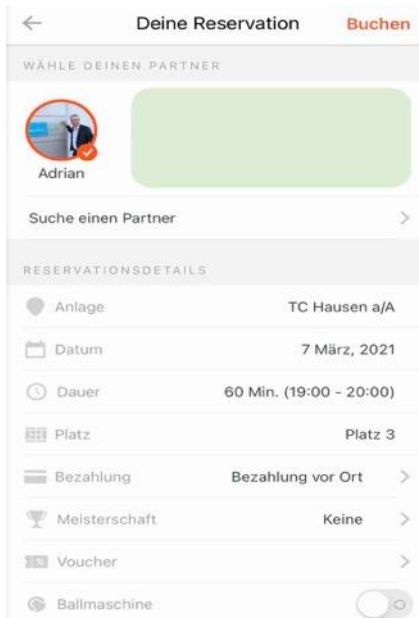 Deine Reservation Buchen
WÄHLE DEINEN PARTNER
Adrian
Suche einen Partner
RESERVATIONSDETAILS
Anlage TC Hausen a/A
Datum 7 März, 2021
Dauer 60 Min. (19:00 - 20:00)
Platz Platz 3
Bezahlung Bezahlung vor Ort
Meisterschaft Keine
Voucher
Ballmaschine